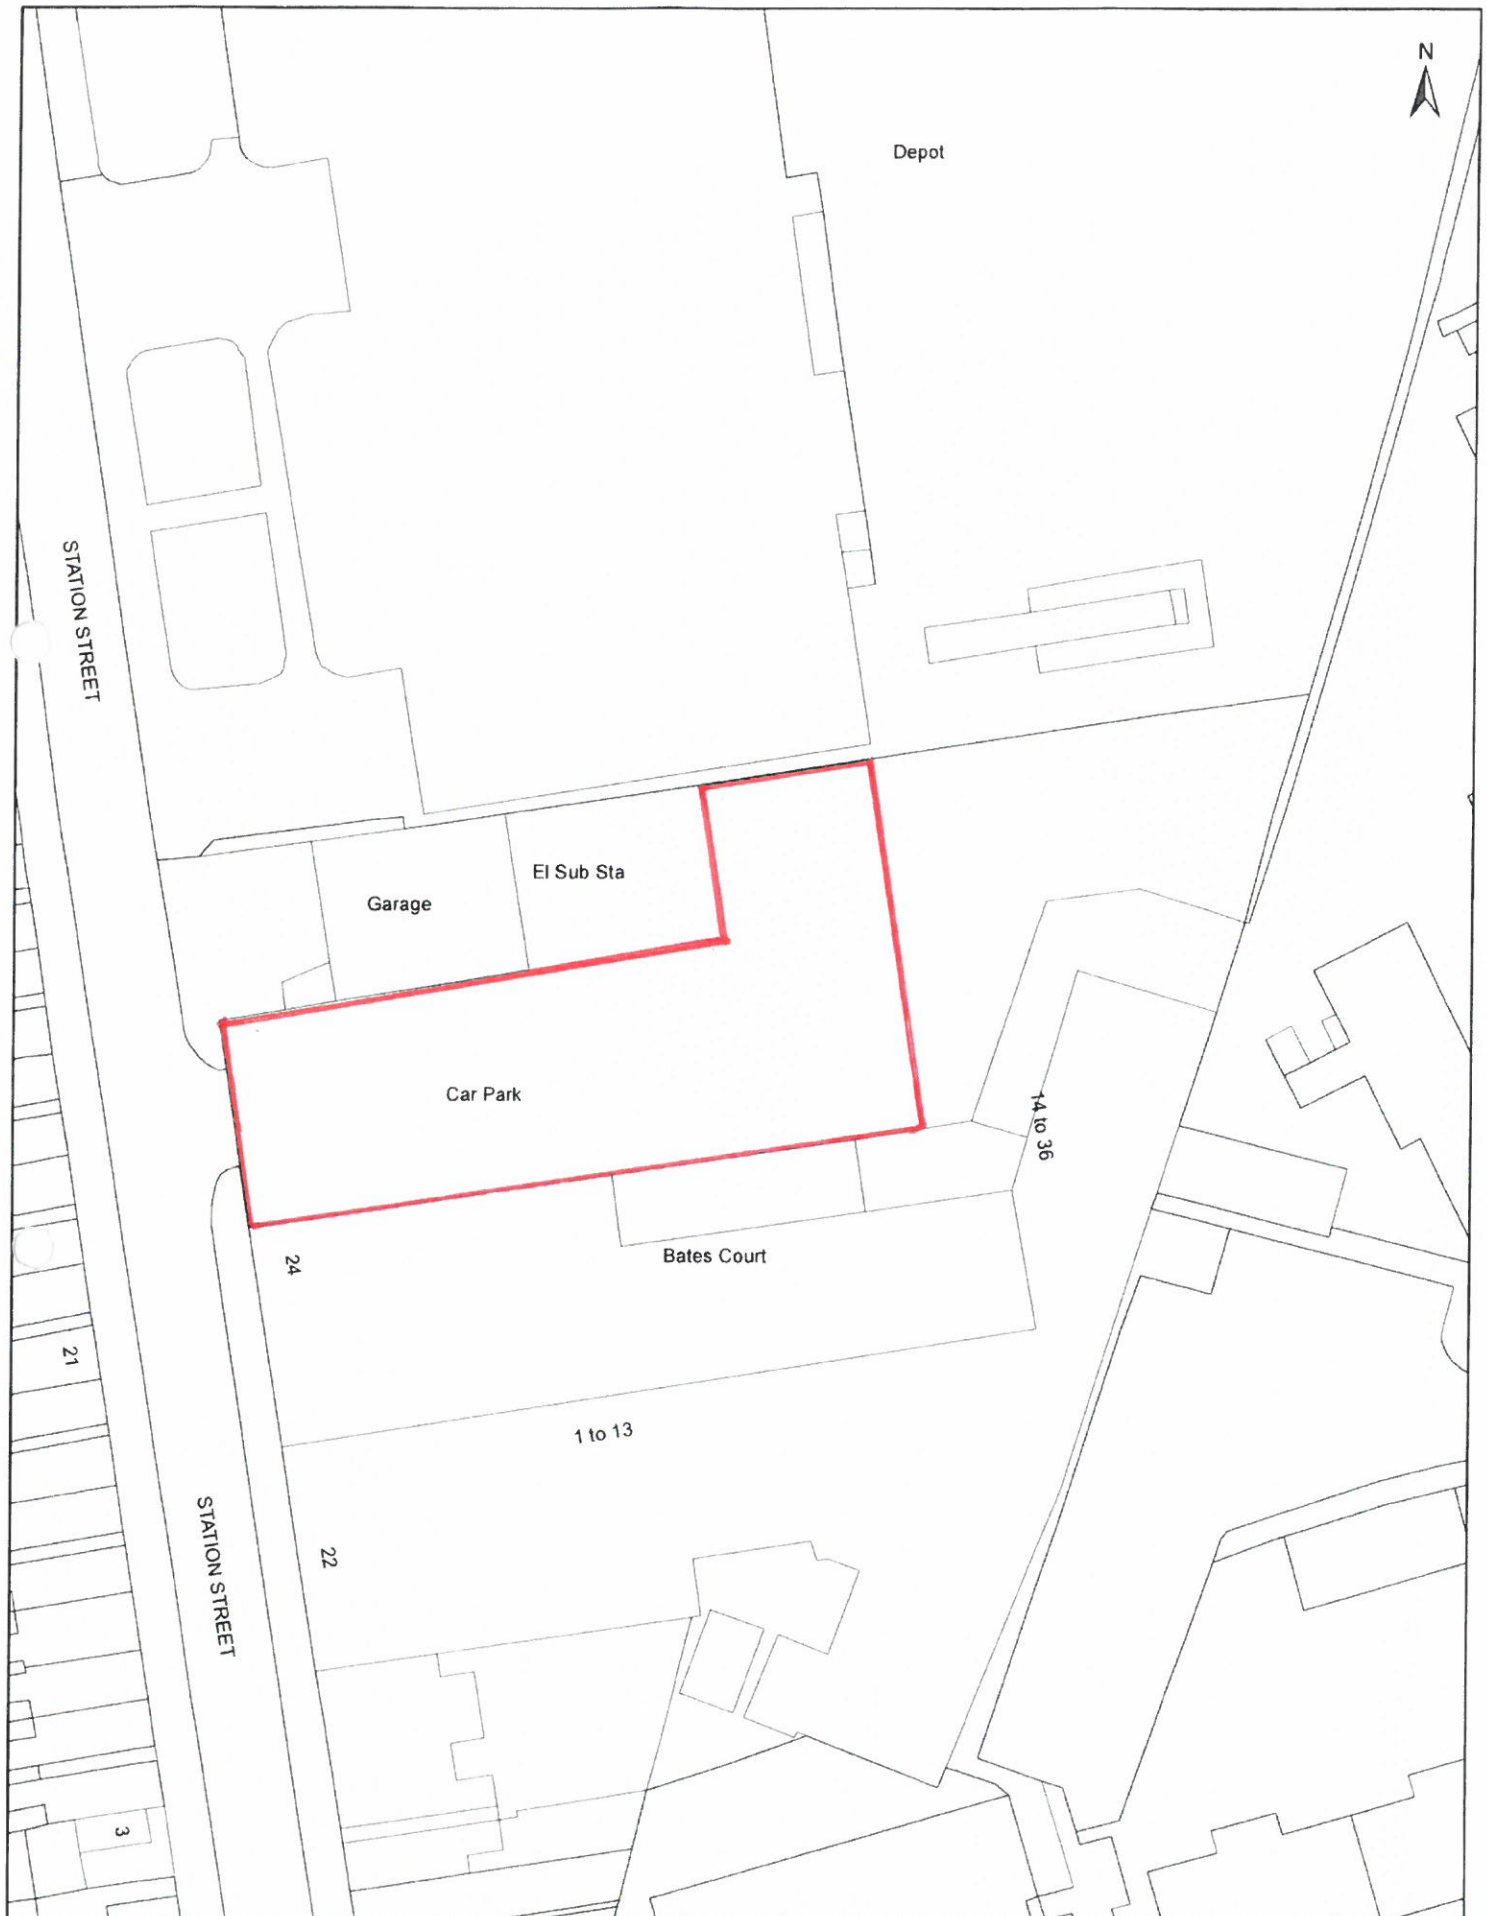 N
Depot
STATION STREET
El Sub Sta
Garage
Car Park
14 to 36
24
Bates Court
21
1 to 13
STATION STREET
22
3